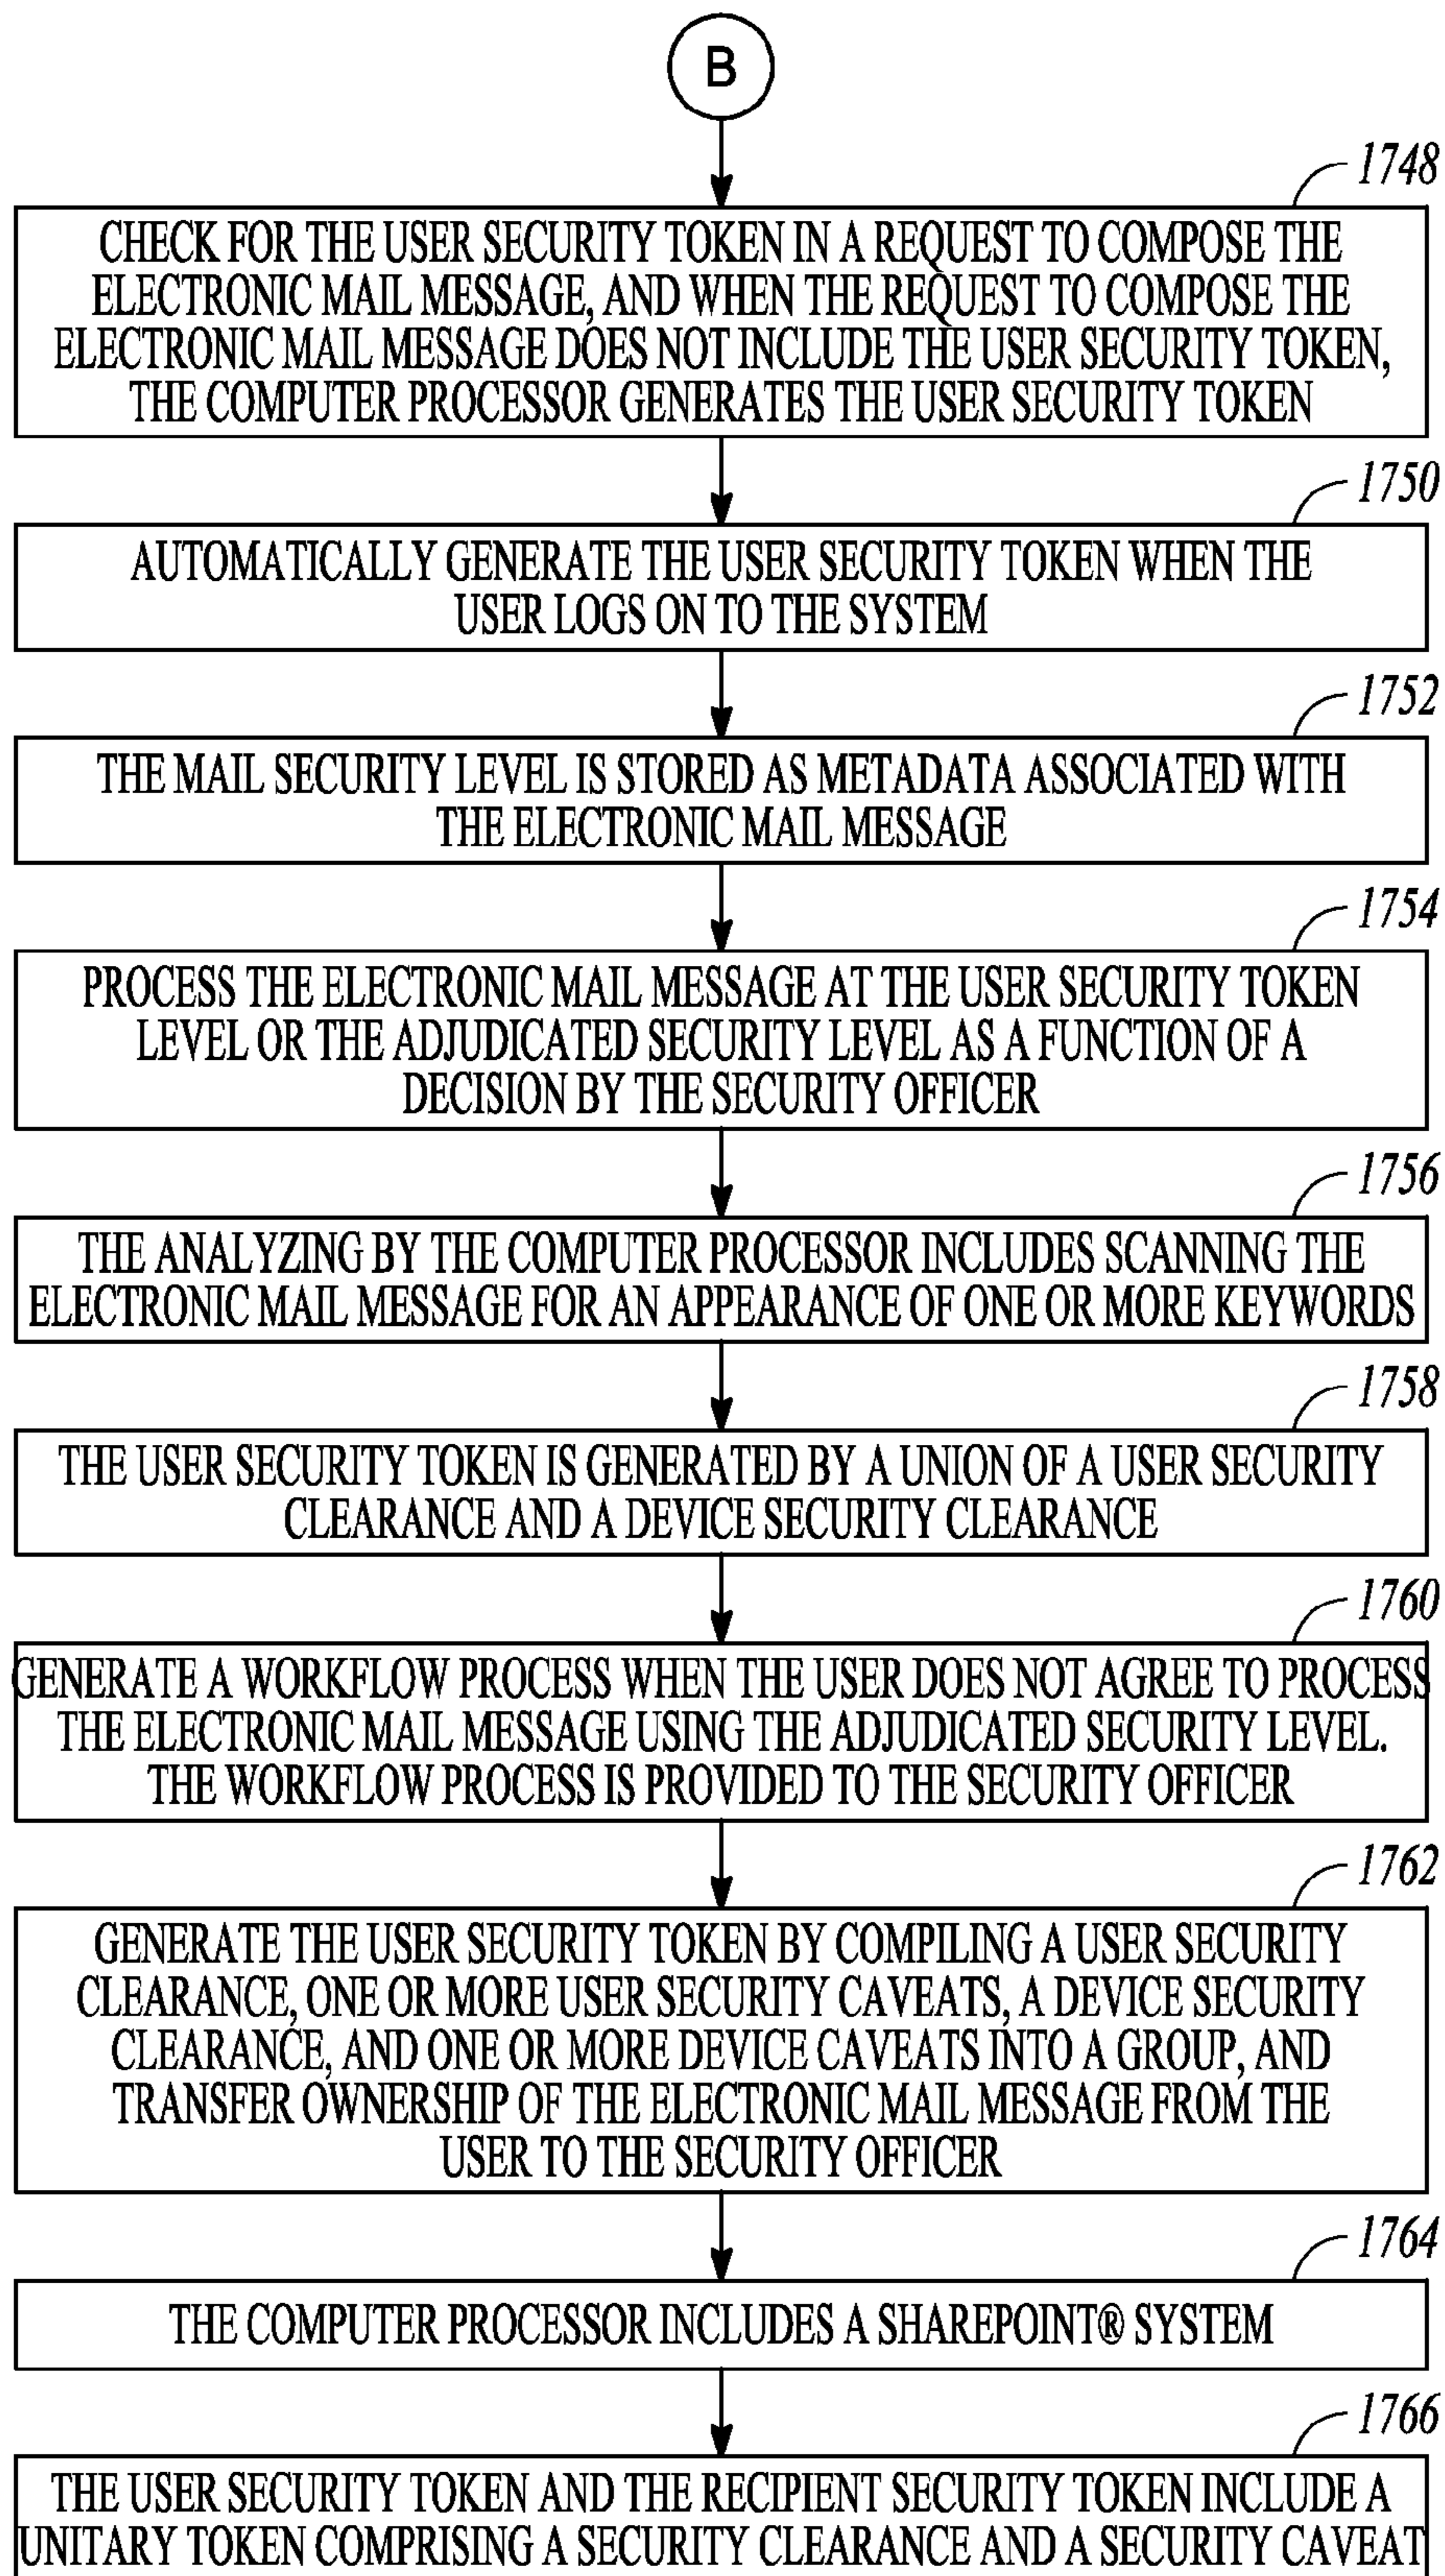 B
1748
CHECK FOR THE USER SECURITY TOKEN IN A REQUEST TO COMPOSE THE
ELECTRONIC MAIL MESSAGE, AND WHEN THE REQUEST TO COMPOSE THE
ELECTRONIC MAIL MESSAGE DOES NOT INCLUDE THE USER SECURITY TOKEN,
THE COMPUTER PROCESSOR GENERATES THE USER SECURITY TOKEN
1750
AUTOMATICALLY GENERATE THE USER SECURITY TOKEN WHEN THE
USER LOGS ON TO THE SYSTEM
1752
THE MAIL SECURITY LEVEL IS STORED AS METADATA ASSOCIATED WITH
THE ELECTRONIC MAIL MESSAGE
1754
PROCESS THE ELECTRONIC MAIL MESSAGE AT THE USER SECURITY TOKEN
LEVEL OR THE ADJUDICATED SECURITY LEVEL AS A FUNCTION OF A
DECISION BY THE SECURITY OFFICER
1756
THE ANALYZING BY THE COMPUTER PROCESSOR INCLUDES SCANNING THE
ELECTRONIC MAIL MESSAGE FOR AN APPEARANCE OF ONE OR MORE KEYWORDS
1758
THE USER SECURITY TOKEN IS GENERATED BY A UNION OF A USER SECURITY
CLEARANCE AND A DEVICE SECURITY CLEARANCE
1760
GENERATE A WORKFLOW PROCESS WHEN THE USER DOES NOT AGREE TO PROCESS
THE ELECTRONIC MAIL MESSAGE USING THE ADJUDICATED SECURITY LEVEL.
THE WORKFLOW PROCESS IS PROVIDED TO THE SECURITY OFFICER
1762
GENERATE THE USER SECURITY TOKEN BY COMPILING A USER SECURITY
CLEARANCE, ONE OR MORE USER SECURITY CAVEATS, A DEVICE SECURITY
CLEARANCE, AND ONE OR MORE DEVICE CAVEATS INTO A GROUP, AND
TRANSFER OWNERSHIP OF THE ELECTRONIC MAIL MESSAGE FROM THE
USER TO THE SECURITY OFFICER
1764
THE COMPUTER PROCESSOR INCLUDES A SHAREPOINT® SYSTEM
1766
THE USER SECURITY TOKEN AND THE RECIPIENT SECURITY TOKEN INCLUDE A
UNITARY TOKEN COMPRISING A SECURITY CLEARANCE AND A SECURITY CAVEAT